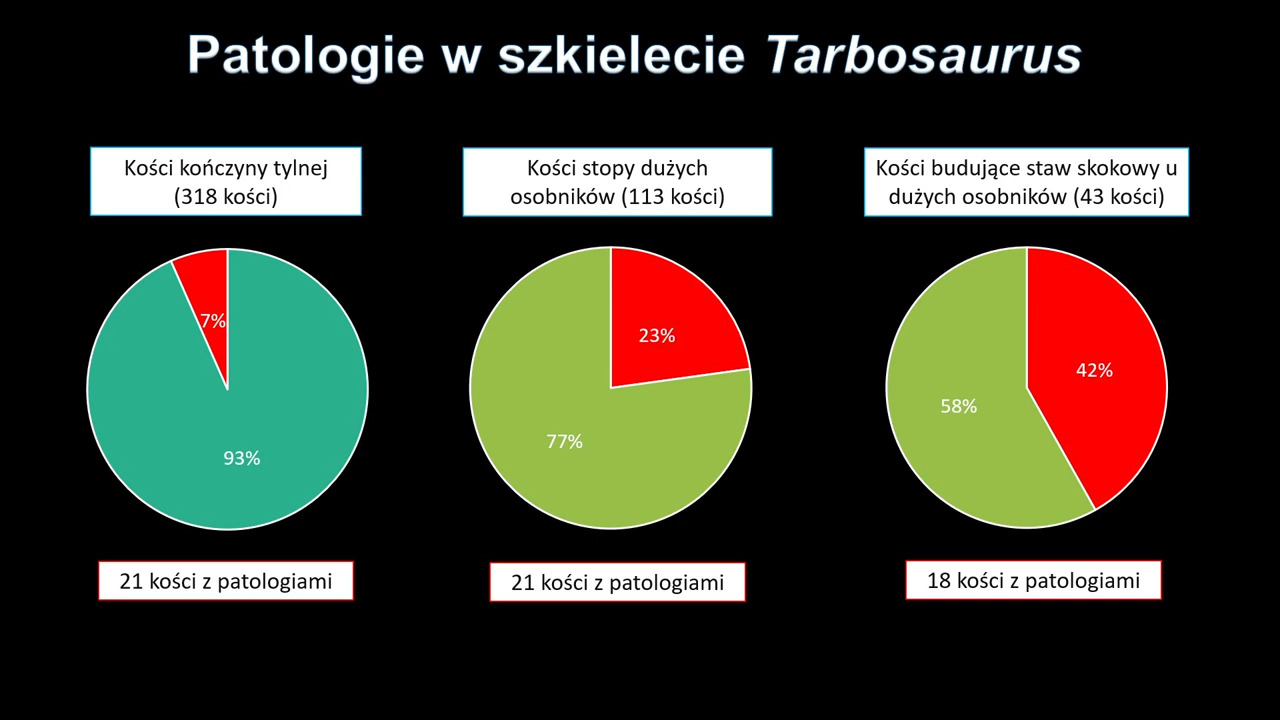 Patologie w szkielecie Tarbosaurus
Kości kończyny tylnej
(318 kości)
Kości stopy dużych
osobników (113 kości)
Kości budujące staw skokowy u
dużych osobników (43 kości)
7%
93%
23%
77%
42%
58%
21 kości z patologiami
21 kości z patologiami
18 kości z patologiami